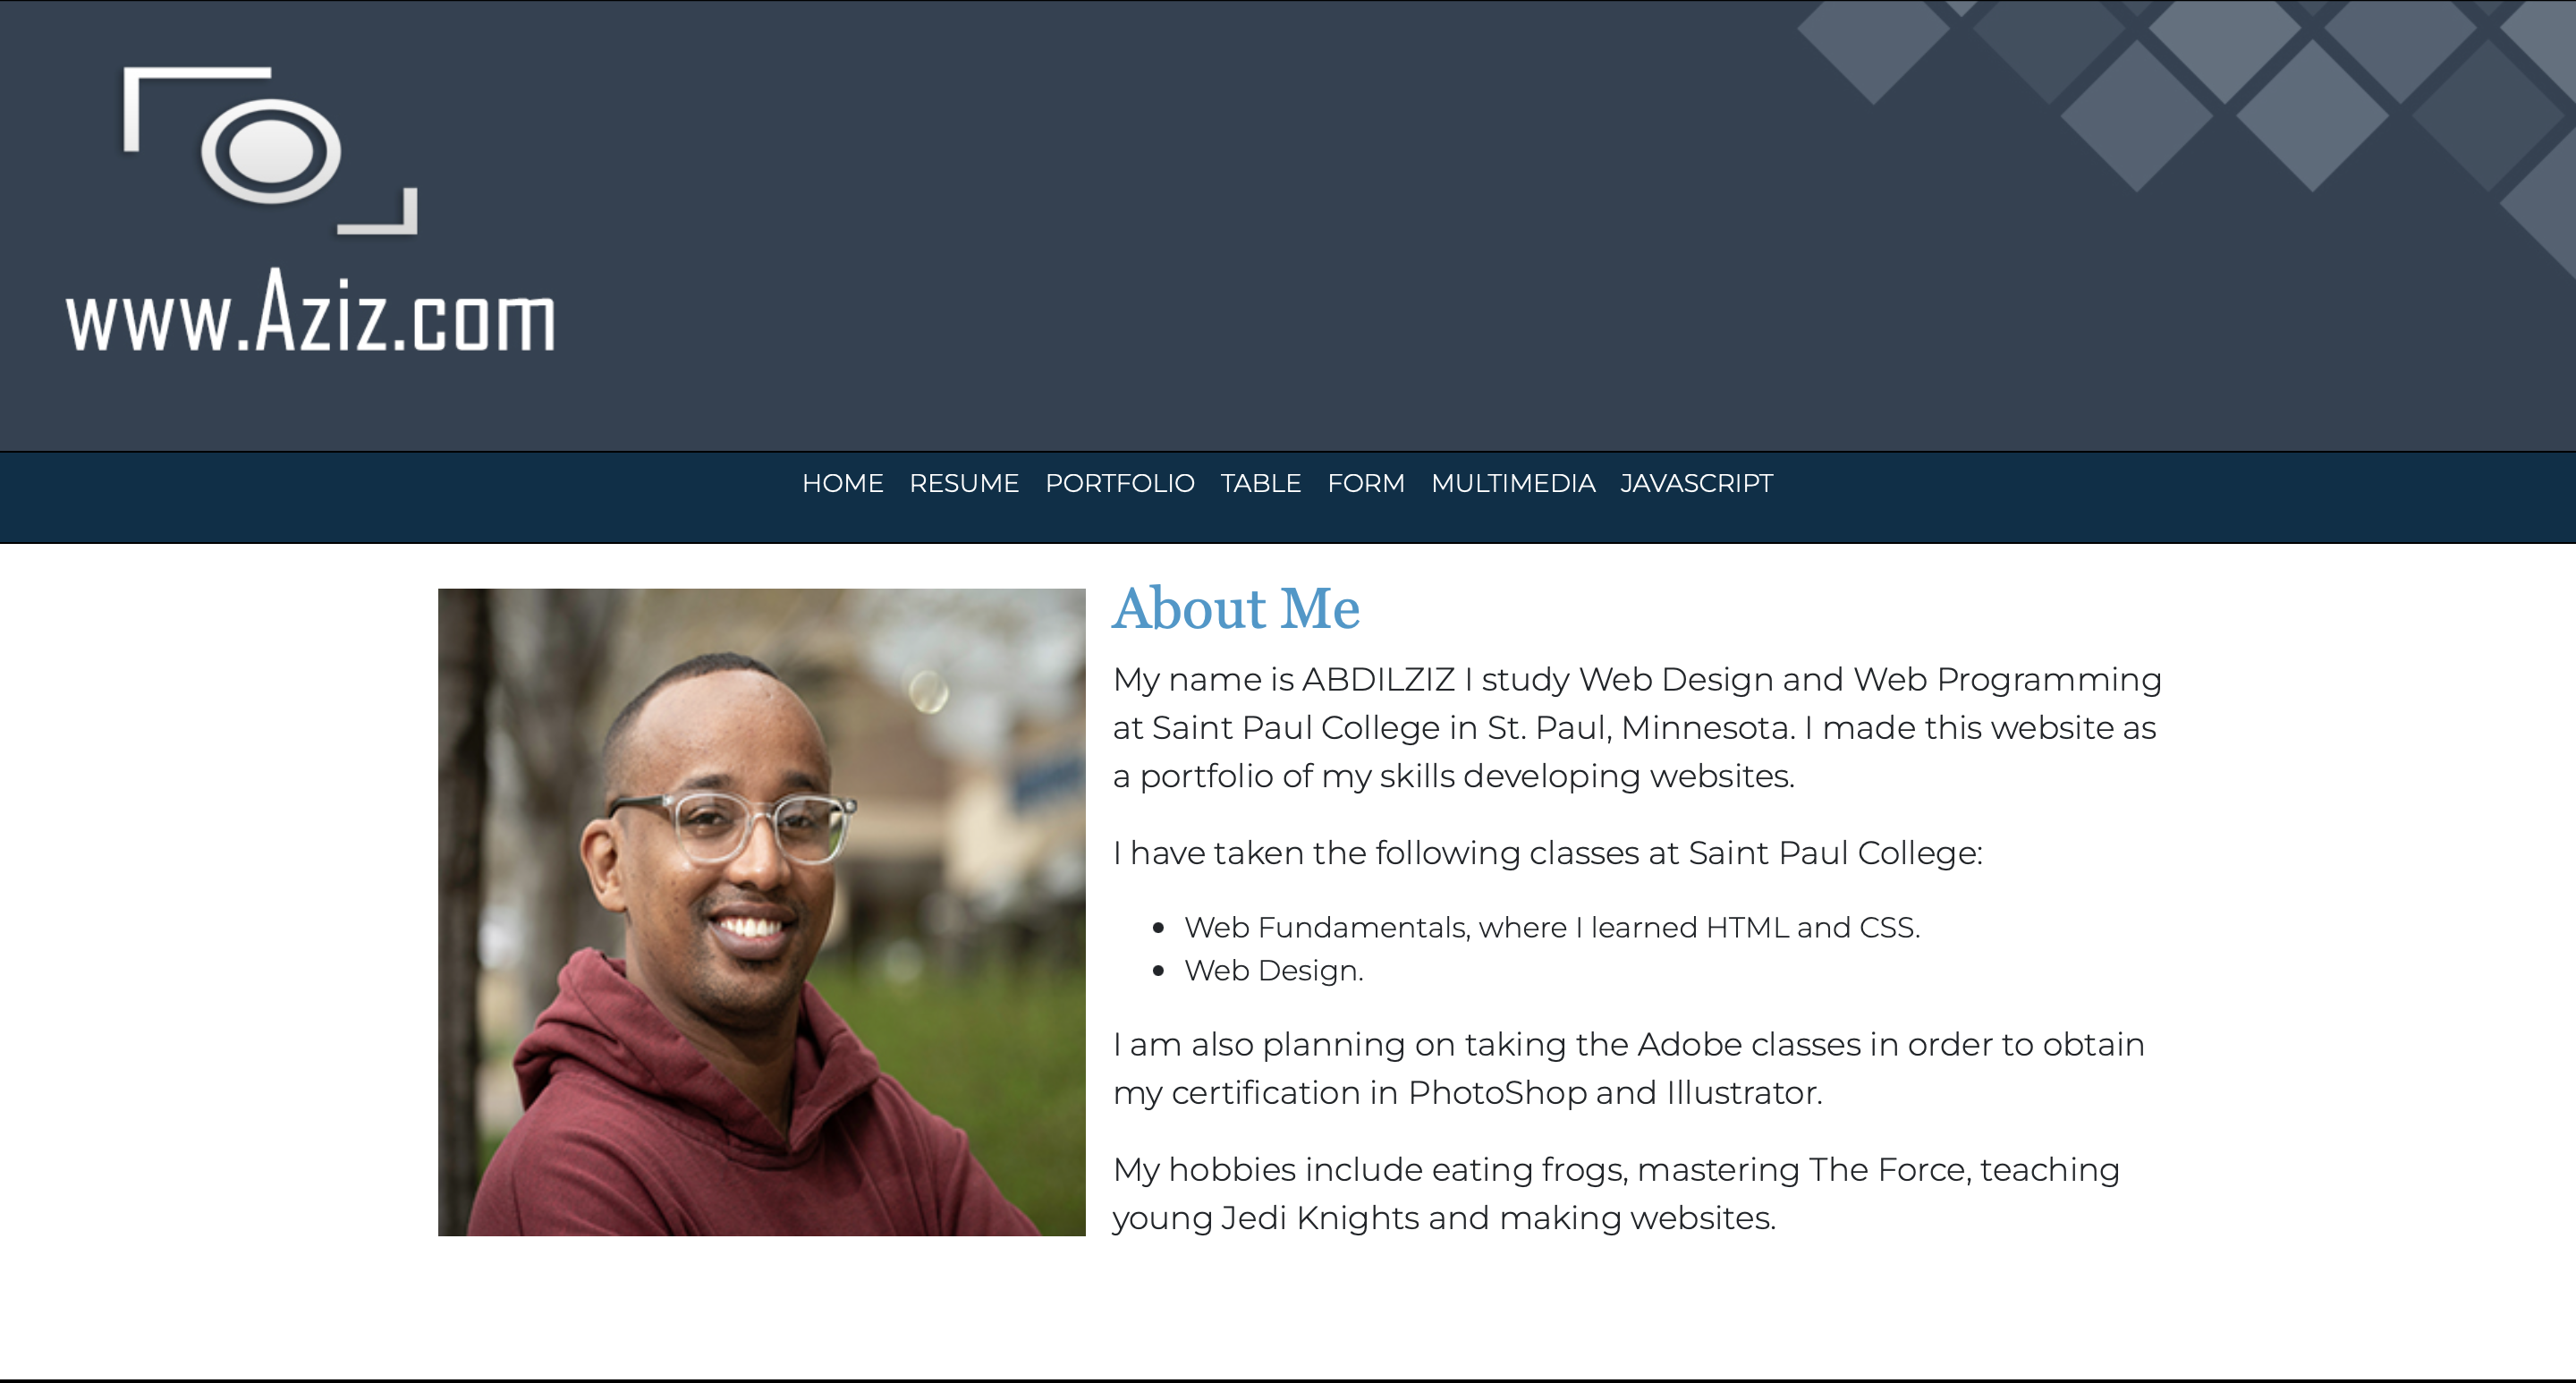 www.Aziz.com
HOME RESUME PORTFOLIO TABLE FORM MULTIMEDIA JAVASCRIPT
About Me
My name is ABDILZIZ I study Web Design and Web Programming
at Saint Paul College in St. Paul, Minnesota. I made this website as
a portfolio of my skills developing websites.
I have taken the following classes at Saint Paul College:
• Web Fundamentals, where I learned HTML and CSS.
• Web Design.
I am also planning on taking the Adobe classes in order to obtain
my certification in PhotoShop and Illustrator.
My hobbies include eating frogs, mastering The Force, teaching
young Jedi Knights and making websites.